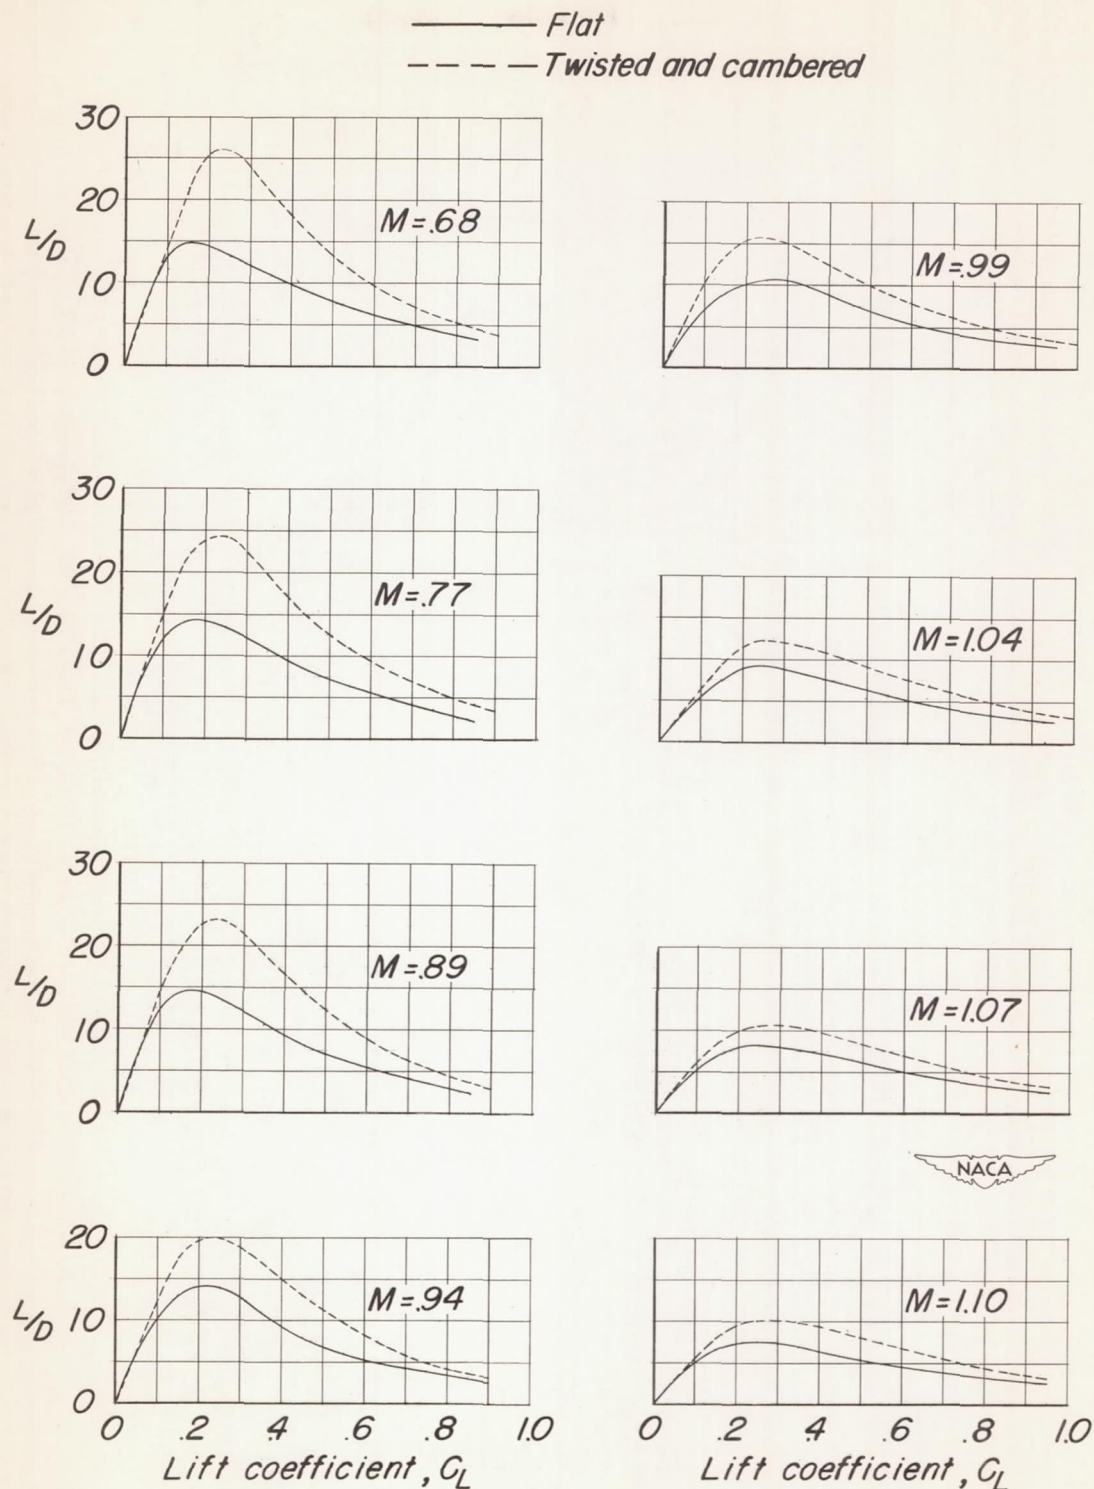 Flat
Twisted and cambered
30
20
L/D
10
0
M=.68
M=.99
30
20
L/D
10
0
M=.77
M=1.04
30
20
L/D
10
0
M=.89
M=1.07
NACA
20
L/D 10
0
M=.94
M=1.10
0 .2 .4 .6 .8 1.0
0 .2 .4 .6 .8 1.0
Lift coefficient, CL
Lift coefficient, CL